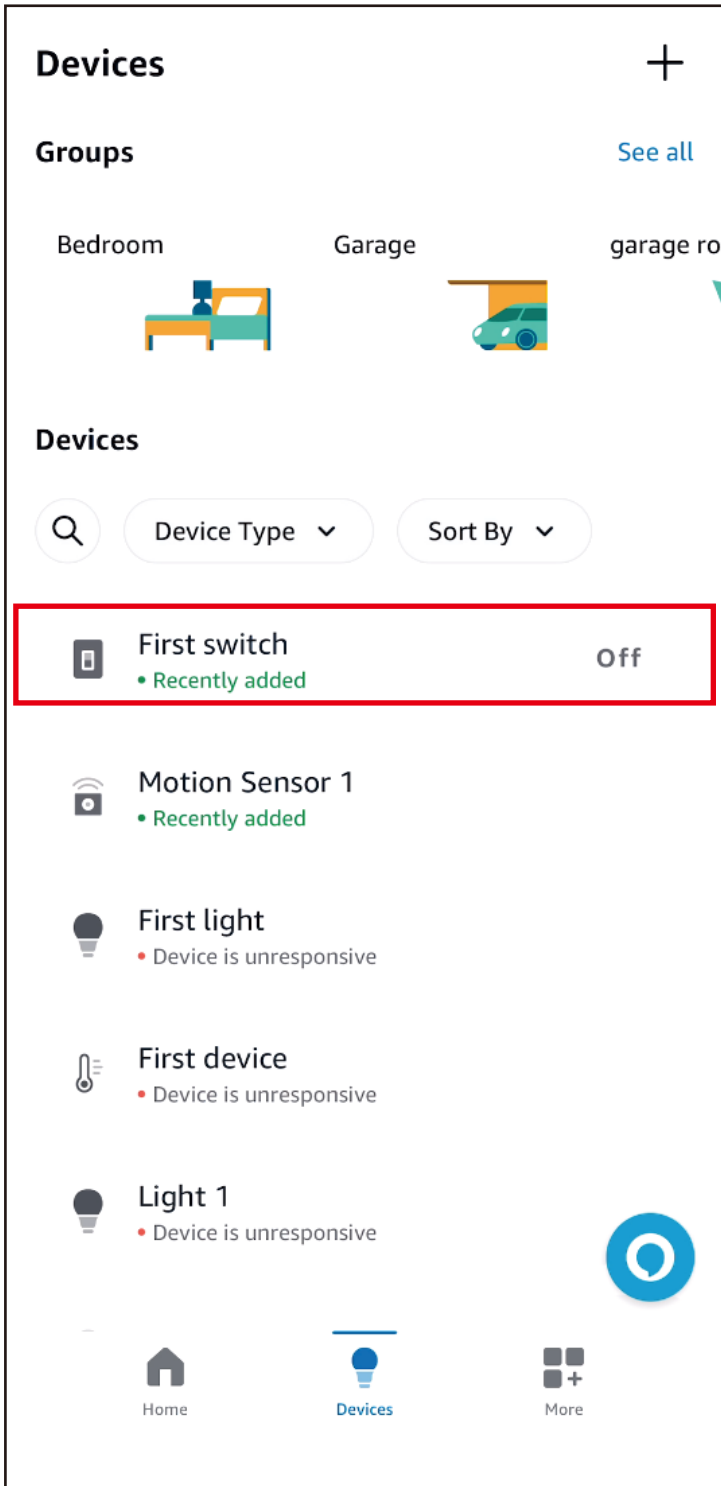 Devices
Groups
See all
Bedroom
Garage
garage ro
Devices
Device Type
Sort By
First switch
Off
• Recently added
Motion Sensor 1
• Recently added
First light
• Device is unresponsive
First device
• Device is unresponsive
Light 1
• Device is unresponsive
Home
Devices
More